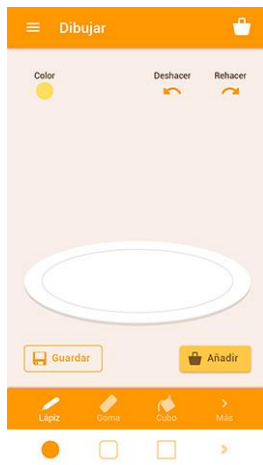 Dibujar
Color
Deshacer
Rehacer
Guardar
Añadir
Lápiz
Goma
Cubo
Más